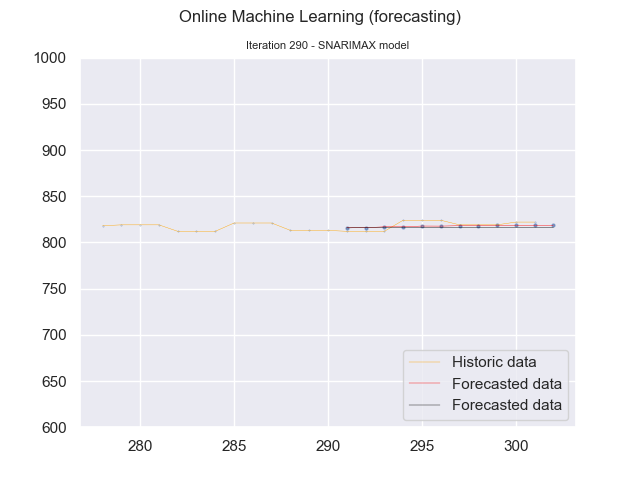 Online Machine Learning (forecasting)
Iteration 290 - SNARIMAX model
1000
950
900
850
800
750
700
650
600
280
285
290
295
300
Historic data
Forecasted data
Forecasted data